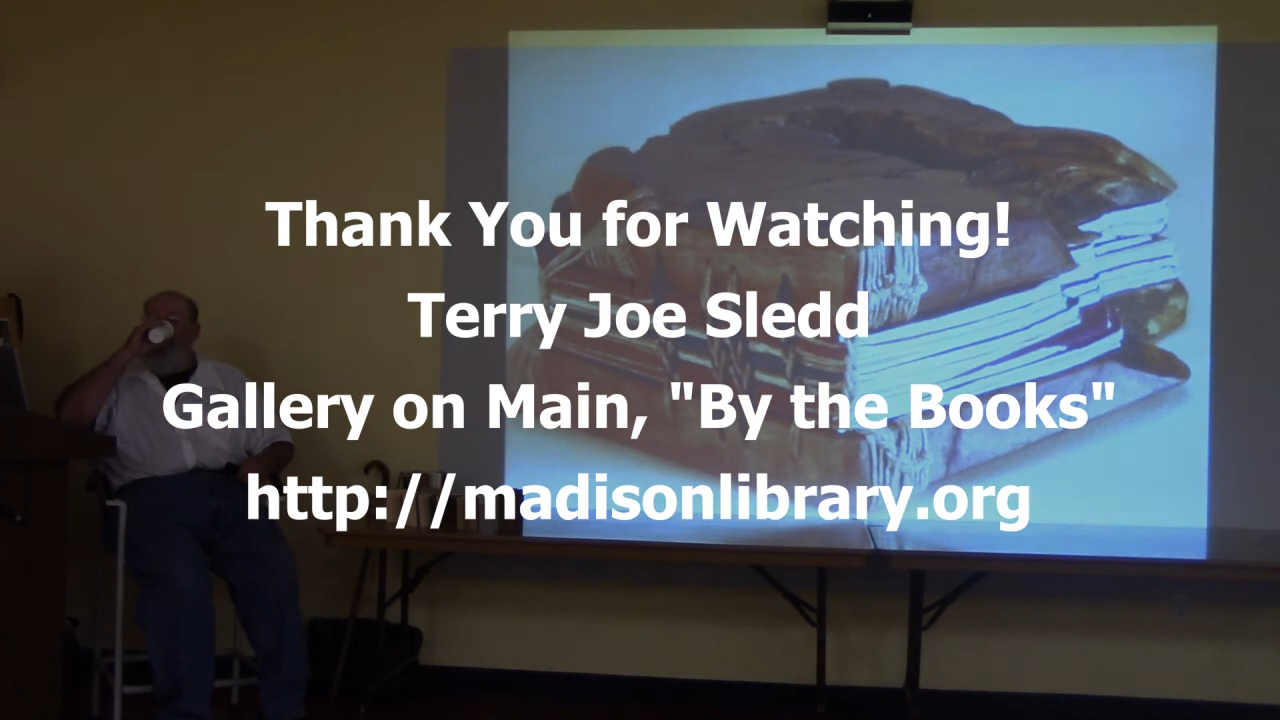 Thank You for Watching!
Terry Joe Sledd
Gallery on Main, "By the Books"
http://madisonlibrary.org